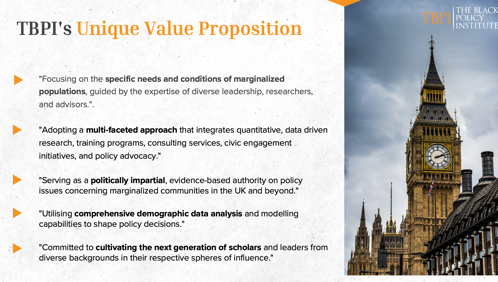 TBPI's Unique Value Proposition
TBPI
THE BLACK
POLICY
INSTITUTE
"Focusing on the specific needs and conditions of marginalized
populations, guided by the expertise of diverse leadership, researchers,
and advisors.".
"Adopting a multi-faceted approach that integrates quantitative, data driven
research, training programs, consulting services, civic engagement
initiatives, and policy advocacy."
"Serving as a politically impartial, evidence-based authority on policy
issues concerning marginalized communities in the UK and beyond."
"Utilising comprehensive demographic data analysis and modelling
capabilities to shape policy decisions."
"Committed to cultivating the next generation of scholars and leaders from
diverse backgrounds in their respective spheres of influence."